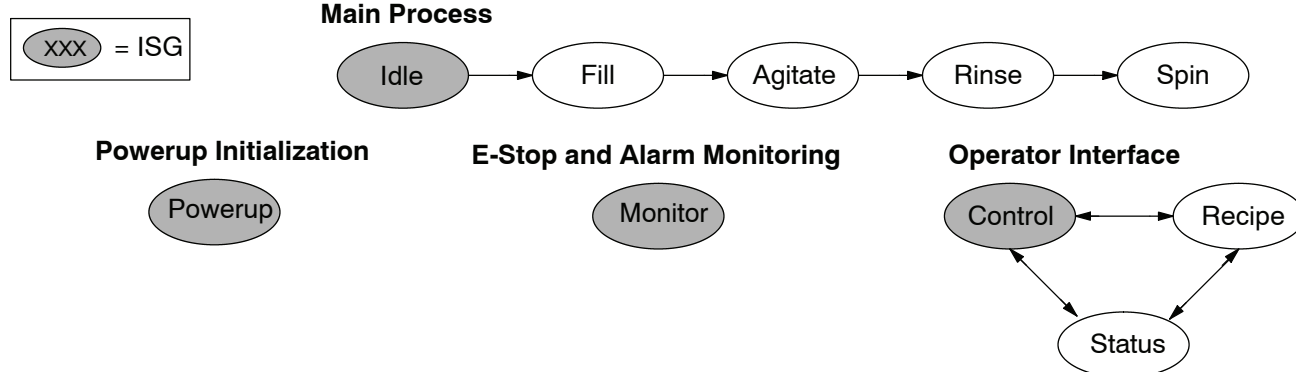 Main Process
xxx = ISG
Idle Fill Agitate Rinse Spin
Powerup Initialization E-Stop and Alarm Monitoring Operator Interface
Powerup Monitor Control Recipe
Status